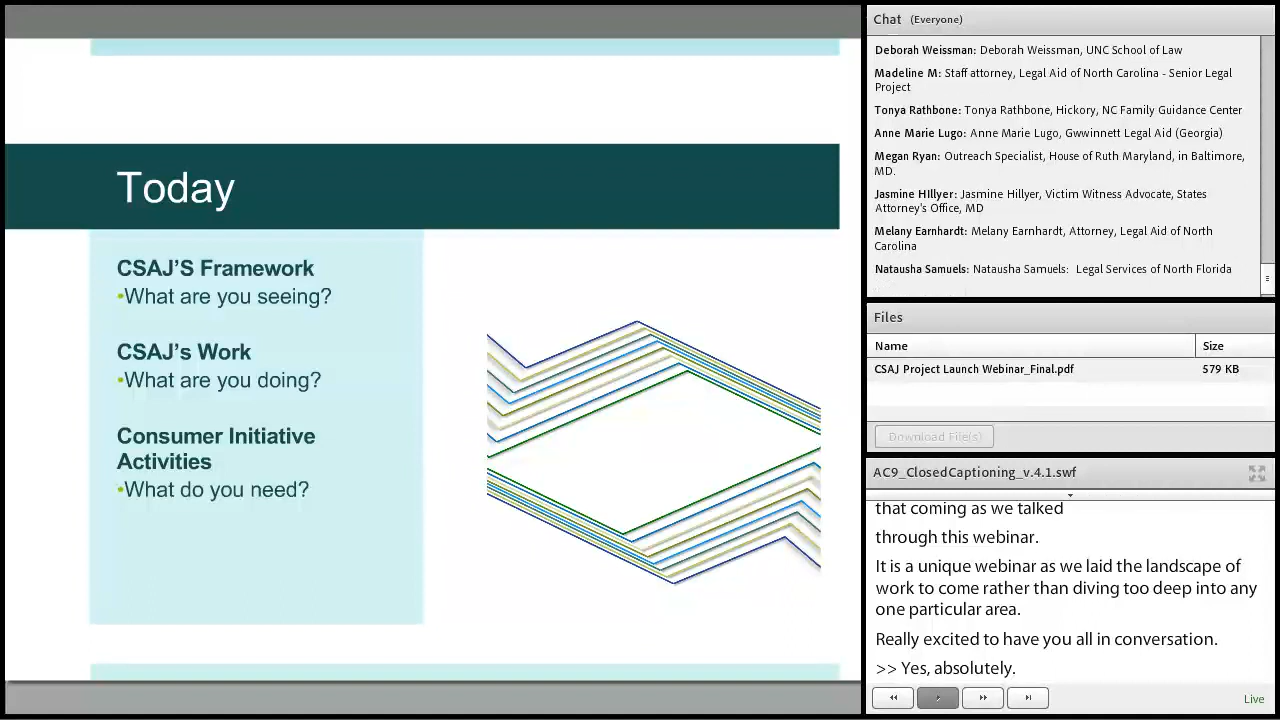 Today
CSAJ'S Framework
•What are you seeing?
CSAJ's Work
•What are you doing?
Consumer Initiative
Activities
•What do you need?
Chat (Everyone)
Deborah Weissman: Deborah Weissman, UNC School of Law
Madeline M: Staff attorney, Legal Aid of North Carolina - Senior Legal
Project
Tonya Rathbone: Tonya Rathbone, Hickory, NC Family Guidance Center
Anne Marie Lugo: Anne Marie Lugo, Gwwinnett Legal Aid (Georgia)
Megan Ryan: Outreach Specialist, House of Ruth Maryland, in Baltimore,
MD.
Jasmine HIllyer: Jasmine Hillyer, Victim Witness Advocate, States
Attorney's Office, MD
Melany Earnhardt: Melany Earnhardt, Attorney, Legal Aid of North
Carolina
Natausha Samuels: Natausha Samuels: Legal Services of North Florida
Files
Name Size
CSAJ Project Launch Webinar_Final.pdf 579 KB
Download File(s)
AC9_ClosedCaptioning_v.4.1.swf
that coming as we talked
through this webinar.
It is a unique webinar as we laid the landscape of
work to come rather than diving too deep into any
one particular area.
Really excited to have you all in conversation.
>> Yes, absolutely.
Live